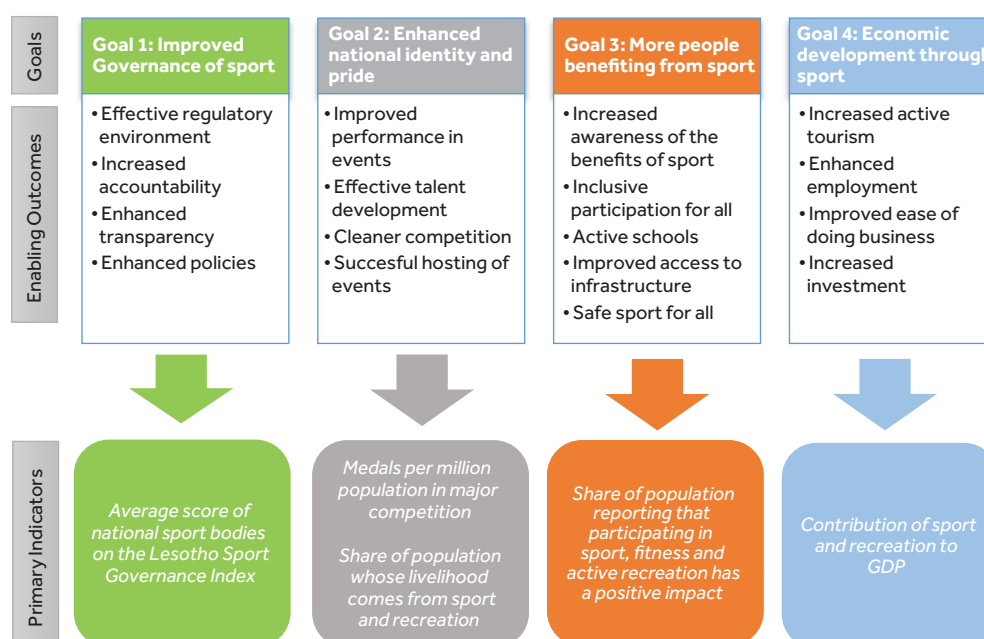 Goals
Goal 1: Improved
Governance of sport
Goal 2: Enhanced
national identity and
pride
Goal 3: More people
benefiting from sport
Goal 4: Economic
development through
sport
Enabling Outcomes
• Effective regulatory
environment
• Increased
accountability
• Enhanced
transparency
• Enhanced policies
• Improved
performance in
events
• Effective talent
development
• Cleaner competition
• Succesful hosting of
events
• Increased
awareness of the
benefits of sport
• Inclusive
participation for all
• Active schools
• Improved access to
infrastructure
• Safe sport for all
• Increased active
tourism
• Enhanced
employment
• Improved ease of
doing business
• Increased
investment
Primary Indicators
Average score of
national sport bodies
on the Lesotho Sport
Governance Index
Medals per million
population in major
competition
Share of population
whose livelihood
comes from sport
and recreation
Share of population
reporting that
participating in
sport, fitness and
active recreation has
a positive impact
Contribution of sport
and recreation to
GDP